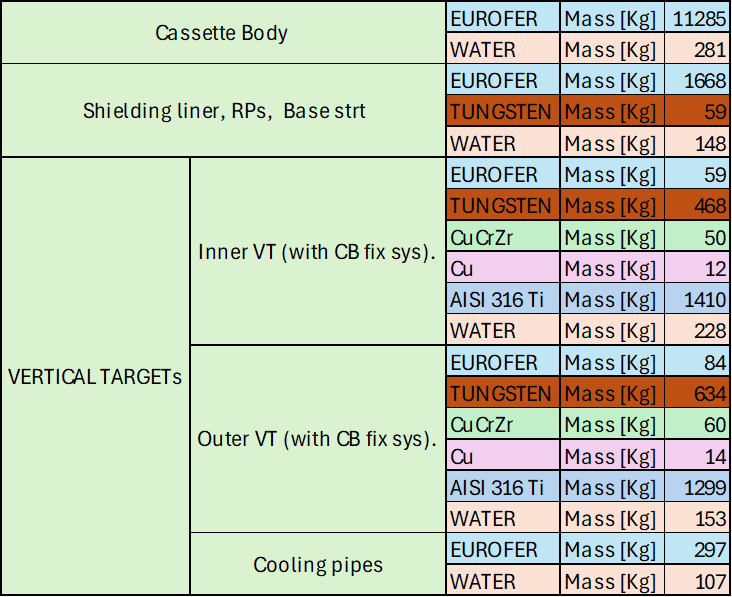 Cassette Body
EUROFER Mass [Kg] 11285
WATER Mass [Kg] 281
Shielding liner, RPs, Base strt
EUROFER Mass [Kg] 1668
TUNGSTEN Mass [Kg] 59
WATER Mass [Kg] 148
VERTICAL TARGETs
Inner VT (with CB fix sys).
EUROFER Mass [Kg] 59
TUNGSTEN Mass [Kg] 468
CuCrZr Mass [Kg] 50
Cu Mass [Kg] 12
AISI 316 Ti Mass [Kg] 1410
WATER Mass [Kg] 228
Outer VT (with CB fix sys).
EUROFER Mass [Kg] 84
TUNGSTEN Mass [Kg] 634
CuCrZr Mass [Kg] 60
Cu Mass [Kg] 14
AISI 316 Ti Mass [Kg] 1299
WATER Mass [Kg] 153
Cooling pipes
EUROFER Mass [Kg] 297
WATER Mass [Kg] 107